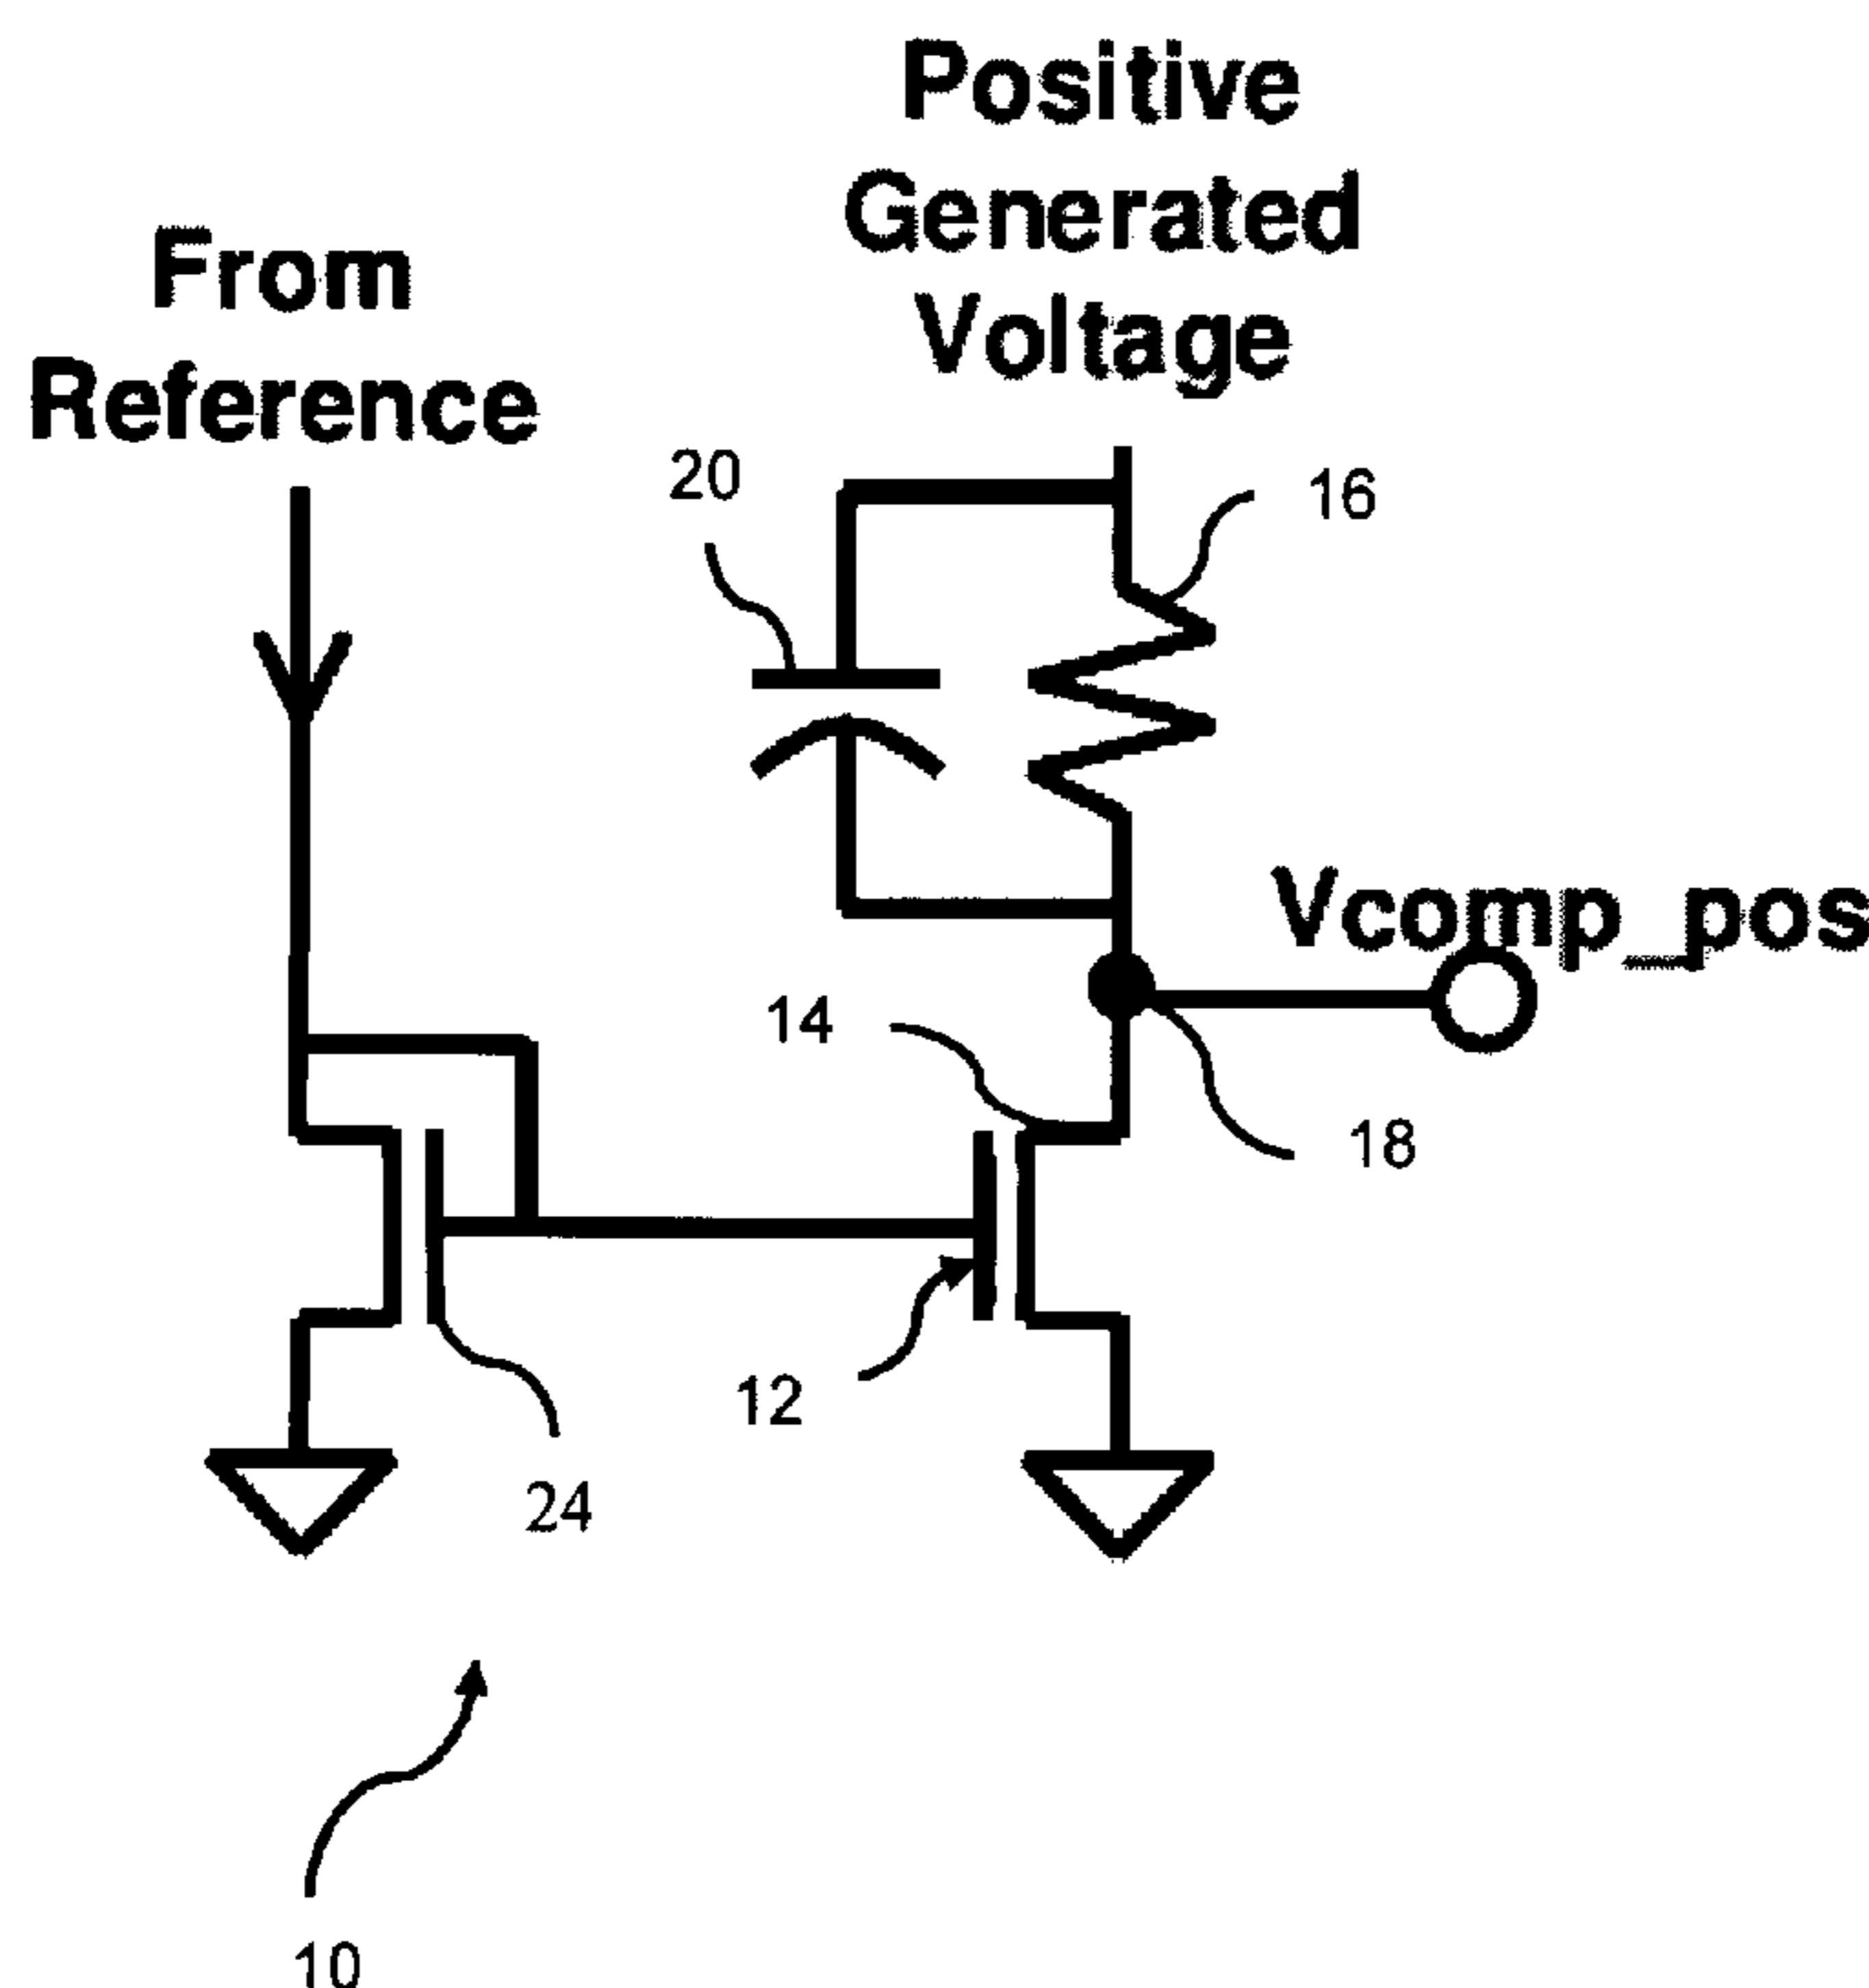 Positive
Generated
Voltage
From
Reference
20
16
Vcomp_pos
14
18
12
24
10